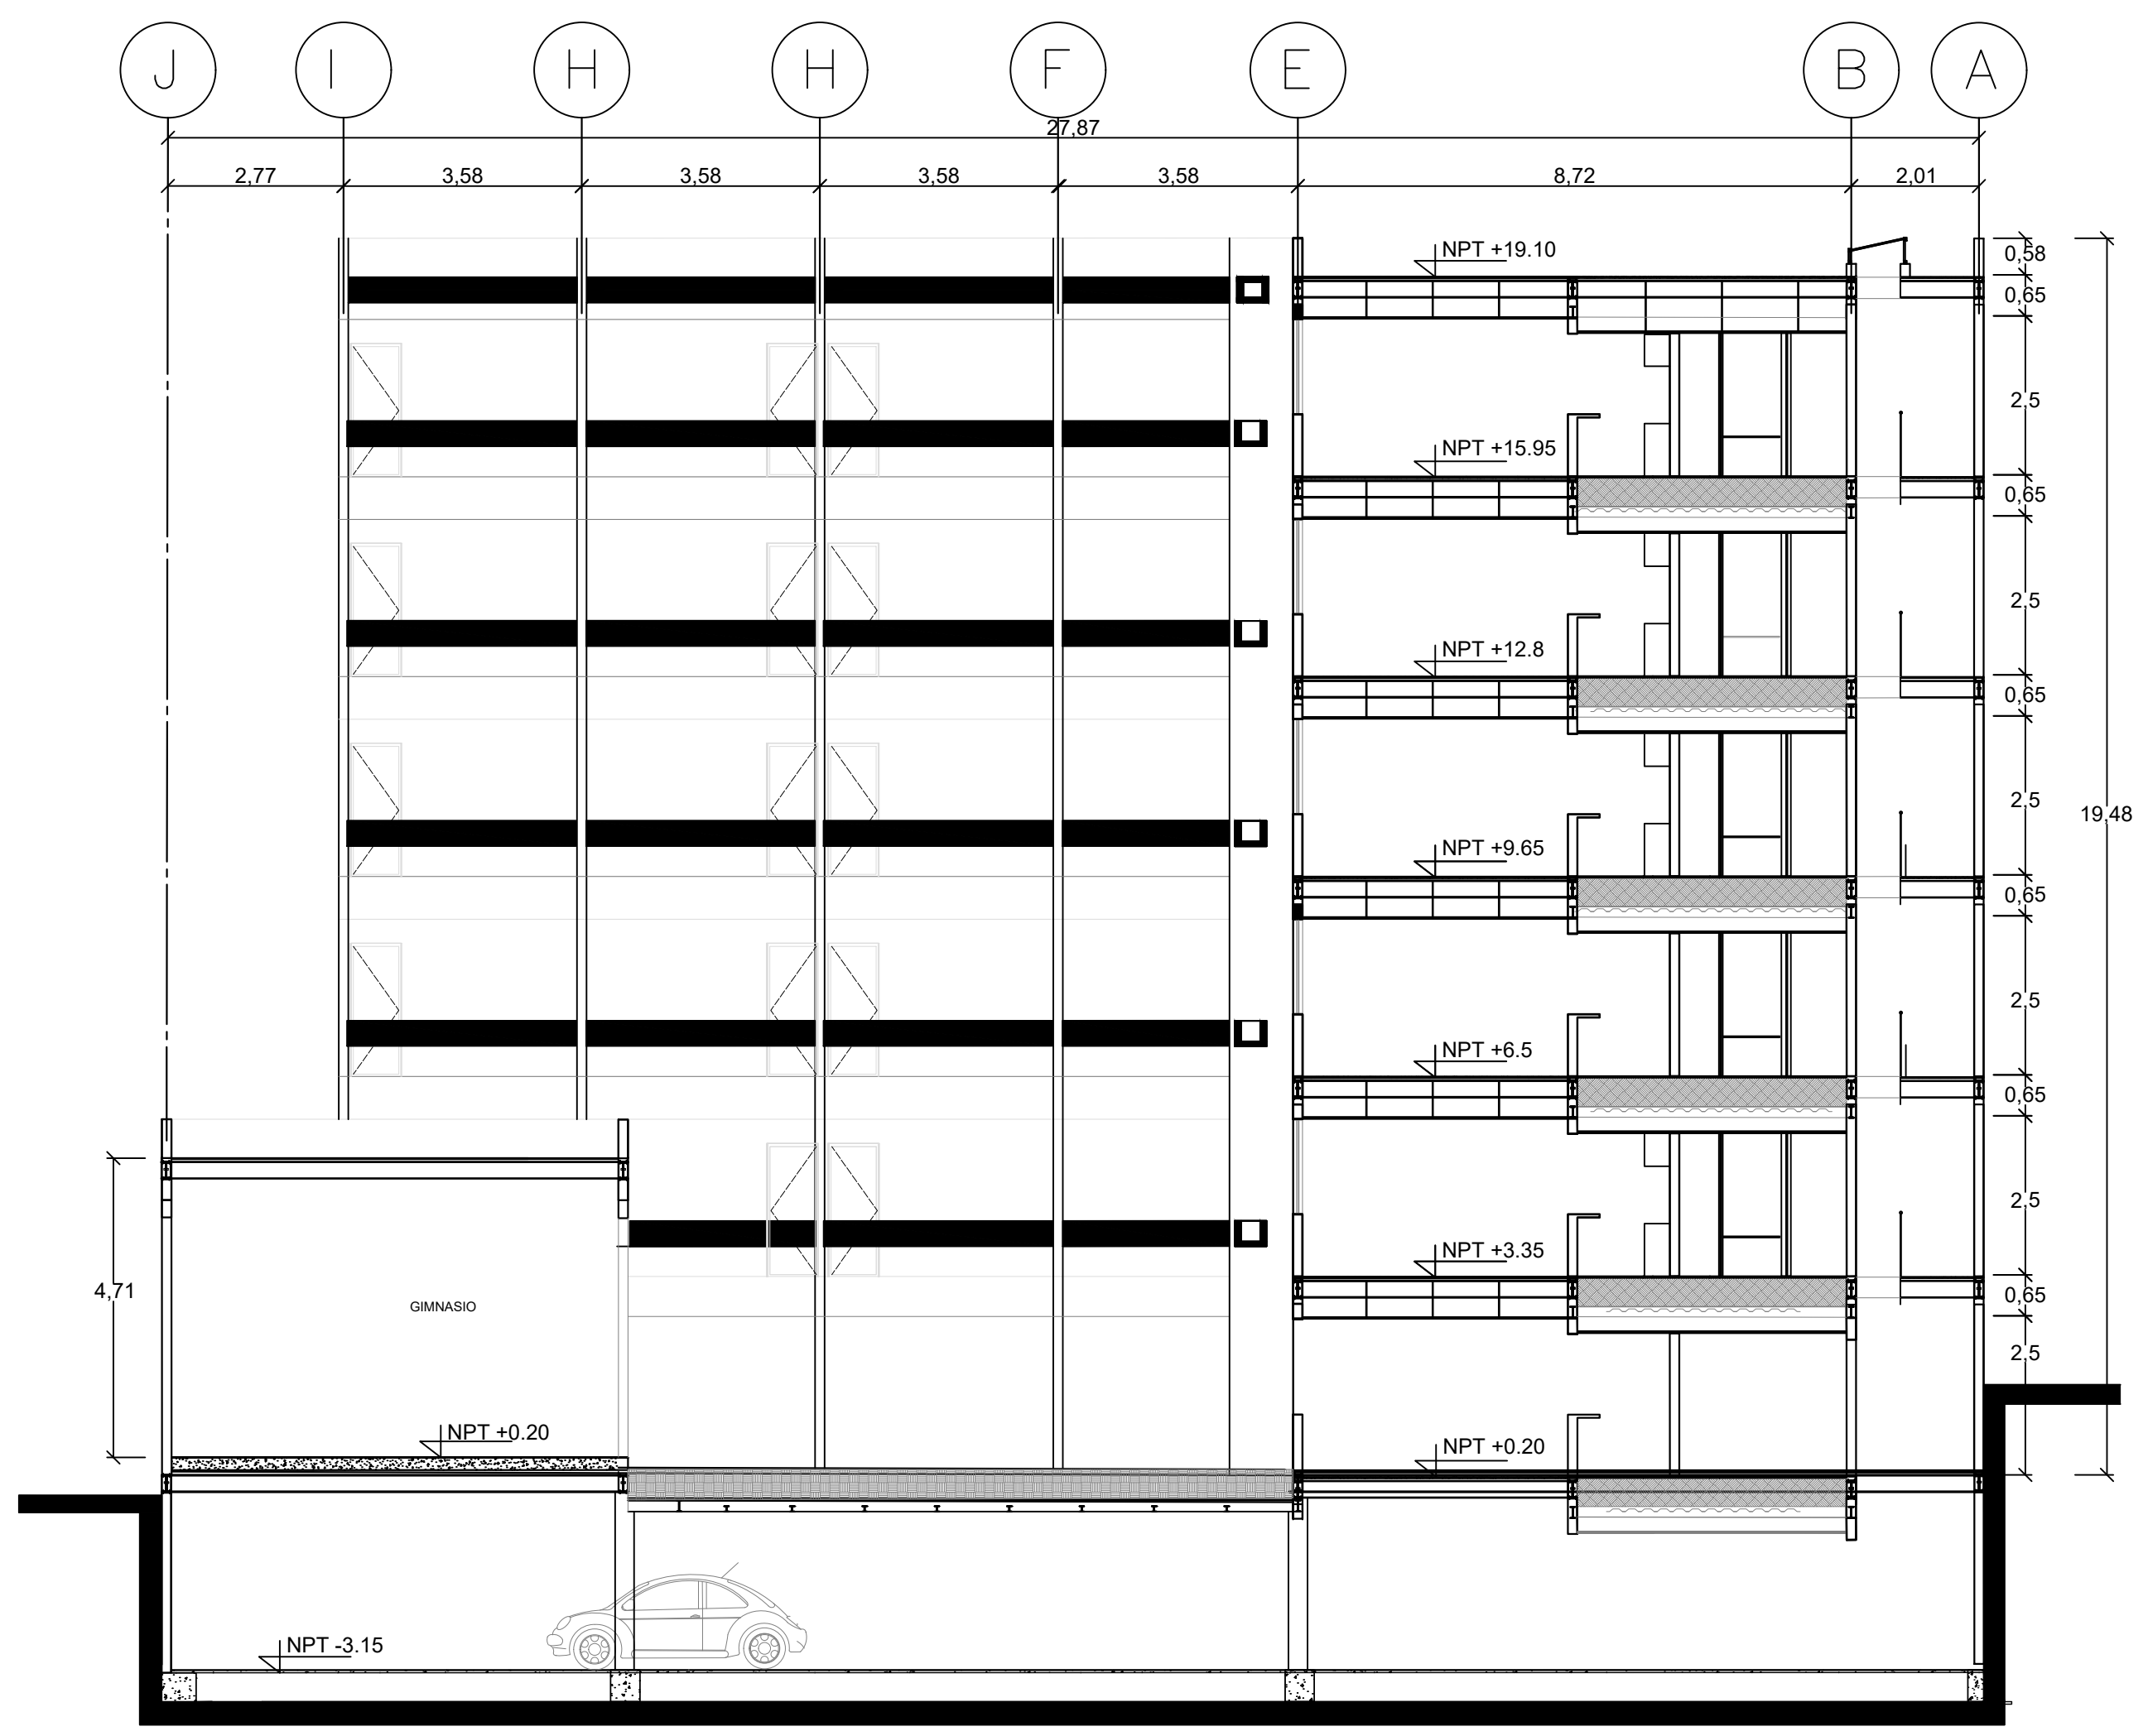 J I H H F E B A
27,87
2,77 3,58 3,58 3,58 3,58 8,72 2,01
NPT +19.10
0,58
0,65
2,5
NPT +15.95
0,65
2,5
NPT +12.8
0,65
2,5
19,48
NPT +9.65
0,65
2,5
NPT +6.5
0,65
2,5
NPT +3.35
0,65
4,71
GIMNASIO
2,5
NPT +0.20
NPT +0.20
NPT -3.15